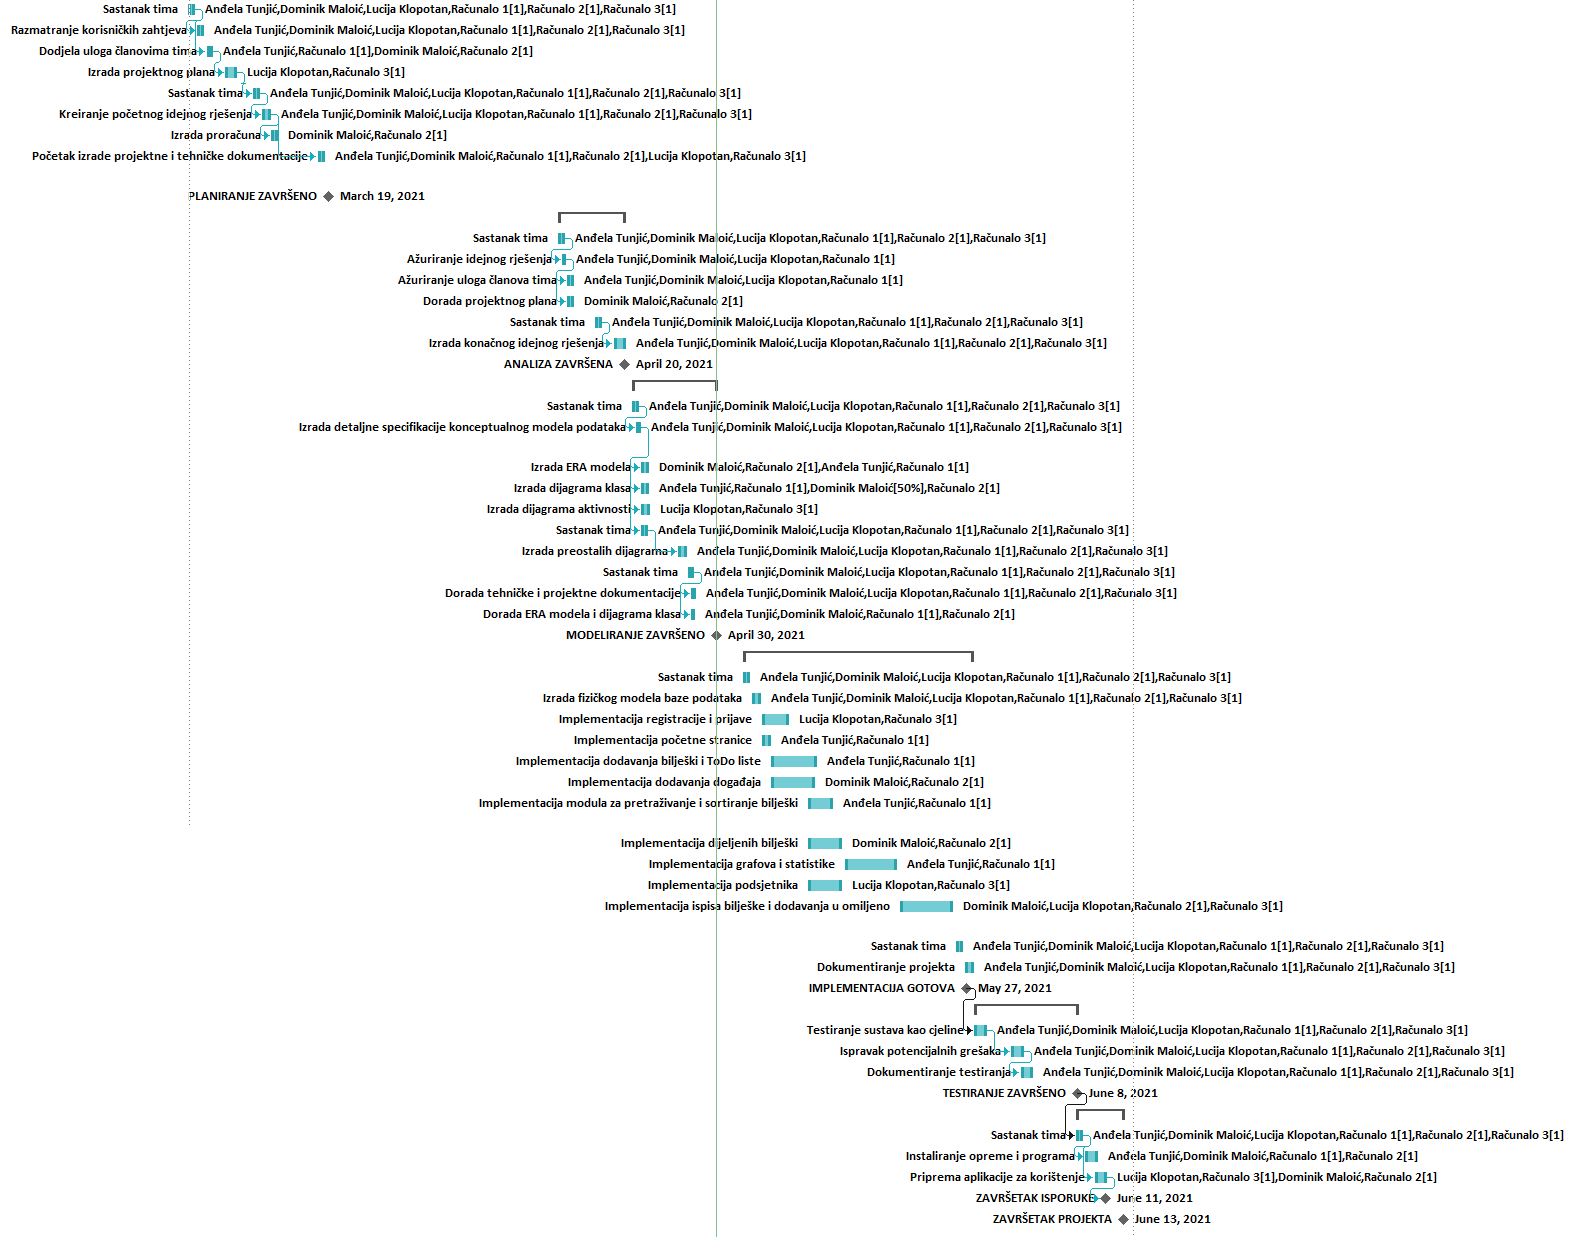 Sastanak tima Anđela Tunjić,Dominik Maloić,Lucija Klopotan,Računalo 1[1],Računalo 2[1],Računalo 3[1]
Razmatranje korisničkih zahtjeva Anđela Tunjić,Dominik Maloić,Lucija Klopotan,Računalo 1[1],Računalo 2[1],Računalo 3[1]
Dodjela uloga članovima tima Anđela Tunjić,Računalo 1[1],Dominik Maloić,Računalo 2[1]
Izrada projektnog plana Lucija Klopotan,Računalo 3[1]
Sastanak tima Anđela Tunjić,Dominik Maloić,Lucija Klopotan,Računalo 1[1],Računalo 2[1],Računalo 3[1]
Kreiranje početnog idejnog rješenja Anđela Tunjić,Dominik Maloić,Lucija Klopotan,Računalo 1[1],Računalo 2[1],Računalo 3[1]
Izrada proračuna Dominik Maloić,Računalo 2[1]
Početak izrade projektne i tehničke dokumentacije Anđela Tunjić,Dominik Maloić,Računalo 1[1],Računalo 2[1],Lucija Klopotan,Računalo 3[1]
PLANIRANJE ZAVRŠENO March 19, 2021
Sastanak tima Anđela Tunjić,Dominik Maloić,Lucija Klopotan,Računalo 1[1],Računalo 2[1],Računalo 3[1]
Ažuriranje idejnog rješenja Anđela Tunjić,Dominik Maloić,Lucija Klopotan,Računalo 1[1]
Ažuriranje uloga članova tima Anđela Tunjić,Dominik Maloić,Lucija Klopotan,Računalo 1[1]
Dorada projektnog plana Dominik Maloić,Računalo 2[1]
Sastanak tima Anđela Tunjić,Dominik Maloić,Lucija Klopotan,Računalo 1[1],Računalo 2[1],Računalo 3[1]
Izrada konačnog idejnog rješenja Anđela Tunjić,Dominik Maloić,Lucija Klopotan,Računalo 1[1],Računalo 2[1],Računalo 3[1]
ANALIZA ZAVRŠENA April 20, 2021
Sastanak tima Anđela Tunjić,Dominik Maloić,Lucija Klopotan,Računalo 1[1],Računalo 2[1],Računalo 3[1]
Izrada detaljne specifikacije konceptualnog modela podataka Anđela Tunjić,Dominik Maloić,Lucija Klopotan,Računalo 1[1],Računalo 2[1],Računalo 3[1]
Izrada ERA modela Dominik Maloić,Računalo 2[1],Anđela Tunjić,Računalo 1[1]
Izrada dijagrama klasa Anđela Tunjić,Računalo 1[1],Dominik Maloić[50%],Računalo 2[1]
Izrada dijagrama aktivnosti Lucija Klopotan,Računalo 3[1]
Sastanak tima Anđela Tunjić,Dominik Maloić,Lucija Klopotan,Računalo 1[1],Računalo 2[1],Računalo 3[1]
Izrada preostalih dijagrama Anđela Tunjić,Dominik Maloić,Lucija Klopotan,Računalo 1[1],Računalo 2[1],Računalo 3[1]
Sastanak tima Anđela Tunjić,Dominik Maloić,Lucija Klopotan,Računalo 1[1],Računalo 2[1],Računalo 3[1]
Dorada tehničke i projektne dokumentacije Anđela Tunjić,Dominik Maloić,Lucija Klopotan,Računalo 1[1],Računalo 2[1],Računalo 3[1]
Dorada ERA modela i dijagrama klasa Anđela Tunjić,Dominik Maloić,Računalo 1[1],Računalo 2[1]
MODELIRANJE ZAVRŠENO April 30, 2021
Sastanak tima Anđela Tunjić,Dominik Maloić,Lucija Klopotan,Računalo 1[1],Računalo 2[1],Računalo 3[1]
Izrada fizičkog modela baze podataka Anđela Tunjić,Dominik Maloić,Lucija Klopotan,Računalo 1[1],Računalo 2[1],Računalo 3[1]
Implementacija registracije i prijave Lucija Klopotan,Računalo 3[1]
Implementacija početne stranice Anđela Tunjić,Računalo 1[1]
Implementacija dodavanja bilješki i ToDo liste Anđela Tunjić,Računalo 1[1]
Implementacija dodavanja događaja Dominik Maloić,Računalo 2[1]
Implementacija modula za pretraživanje i sortiranje bilješki Anđela Tunjić,Računalo 1[1]
Implementacija dijeljenih bilješki Dominik Maloić,Računalo 2[1]
Implementacija grafova i statistike Anđela Tunjić,Računalo 1[1]
Implementacija podsjetnika Lucija Klopotan,Računalo 3[1]
Implementacija ispisa bilješke i dodavanja u omiljeno Dominik Maloić,Lucija Klopotan,Računalo 2[1],Računalo 3[1]
Sastanak tima Anđela Tunjić,Dominik Maloić,Lucija Klopotan,Računalo 1[1],Računalo 2[1],Računalo 3[1]
Dokumentiranje projekta Anđela Tunjić,Dominik Maloić,Lucija Klopotan,Računalo 1[1],Računalo 2[1],Računalo 3[1]
IMPLEMENTACIJA GOTOVA May 27, 2021
Testiranje sustava kao cjeline Anđela Tunjić,Dominik Maloić,Lucija Klopotan,Računalo 1[1],Računalo 2[1],Računalo 3[1]
Ispravak potencijalnih grešaka Anđela Tunjić,Dominik Maloić,Lucija Klopotan,Računalo 1[1],Računalo 2[1],Računalo 3[1]
Dokumentiranje testiranja Anđela Tunjić,Dominik Maloić,Lucija Klopotan,Računalo 1[1],Računalo 2[1],Računalo 3[1]
TESTIRANJE ZAVRŠENO June 8, 2021
Sastanak tima Anđela Tunjić,Dominik Maloić,Lucija Klopotan,Računalo 1[1],Računalo 2[1],Računalo 3[1]
Instaliranje opreme i programa Anđela Tunjić,Dominik Maloić,Računalo 1[1],Računalo 2[1]
Priprema aplikacije za korištenje Lucija Klopotan,Računalo 3[1],Dominik Maloić,Računalo 2[1]
ZAVRŠETAK ISPORUKE June 11, 2021
ZAVRŠETAK PROJEKTA June 13, 2021